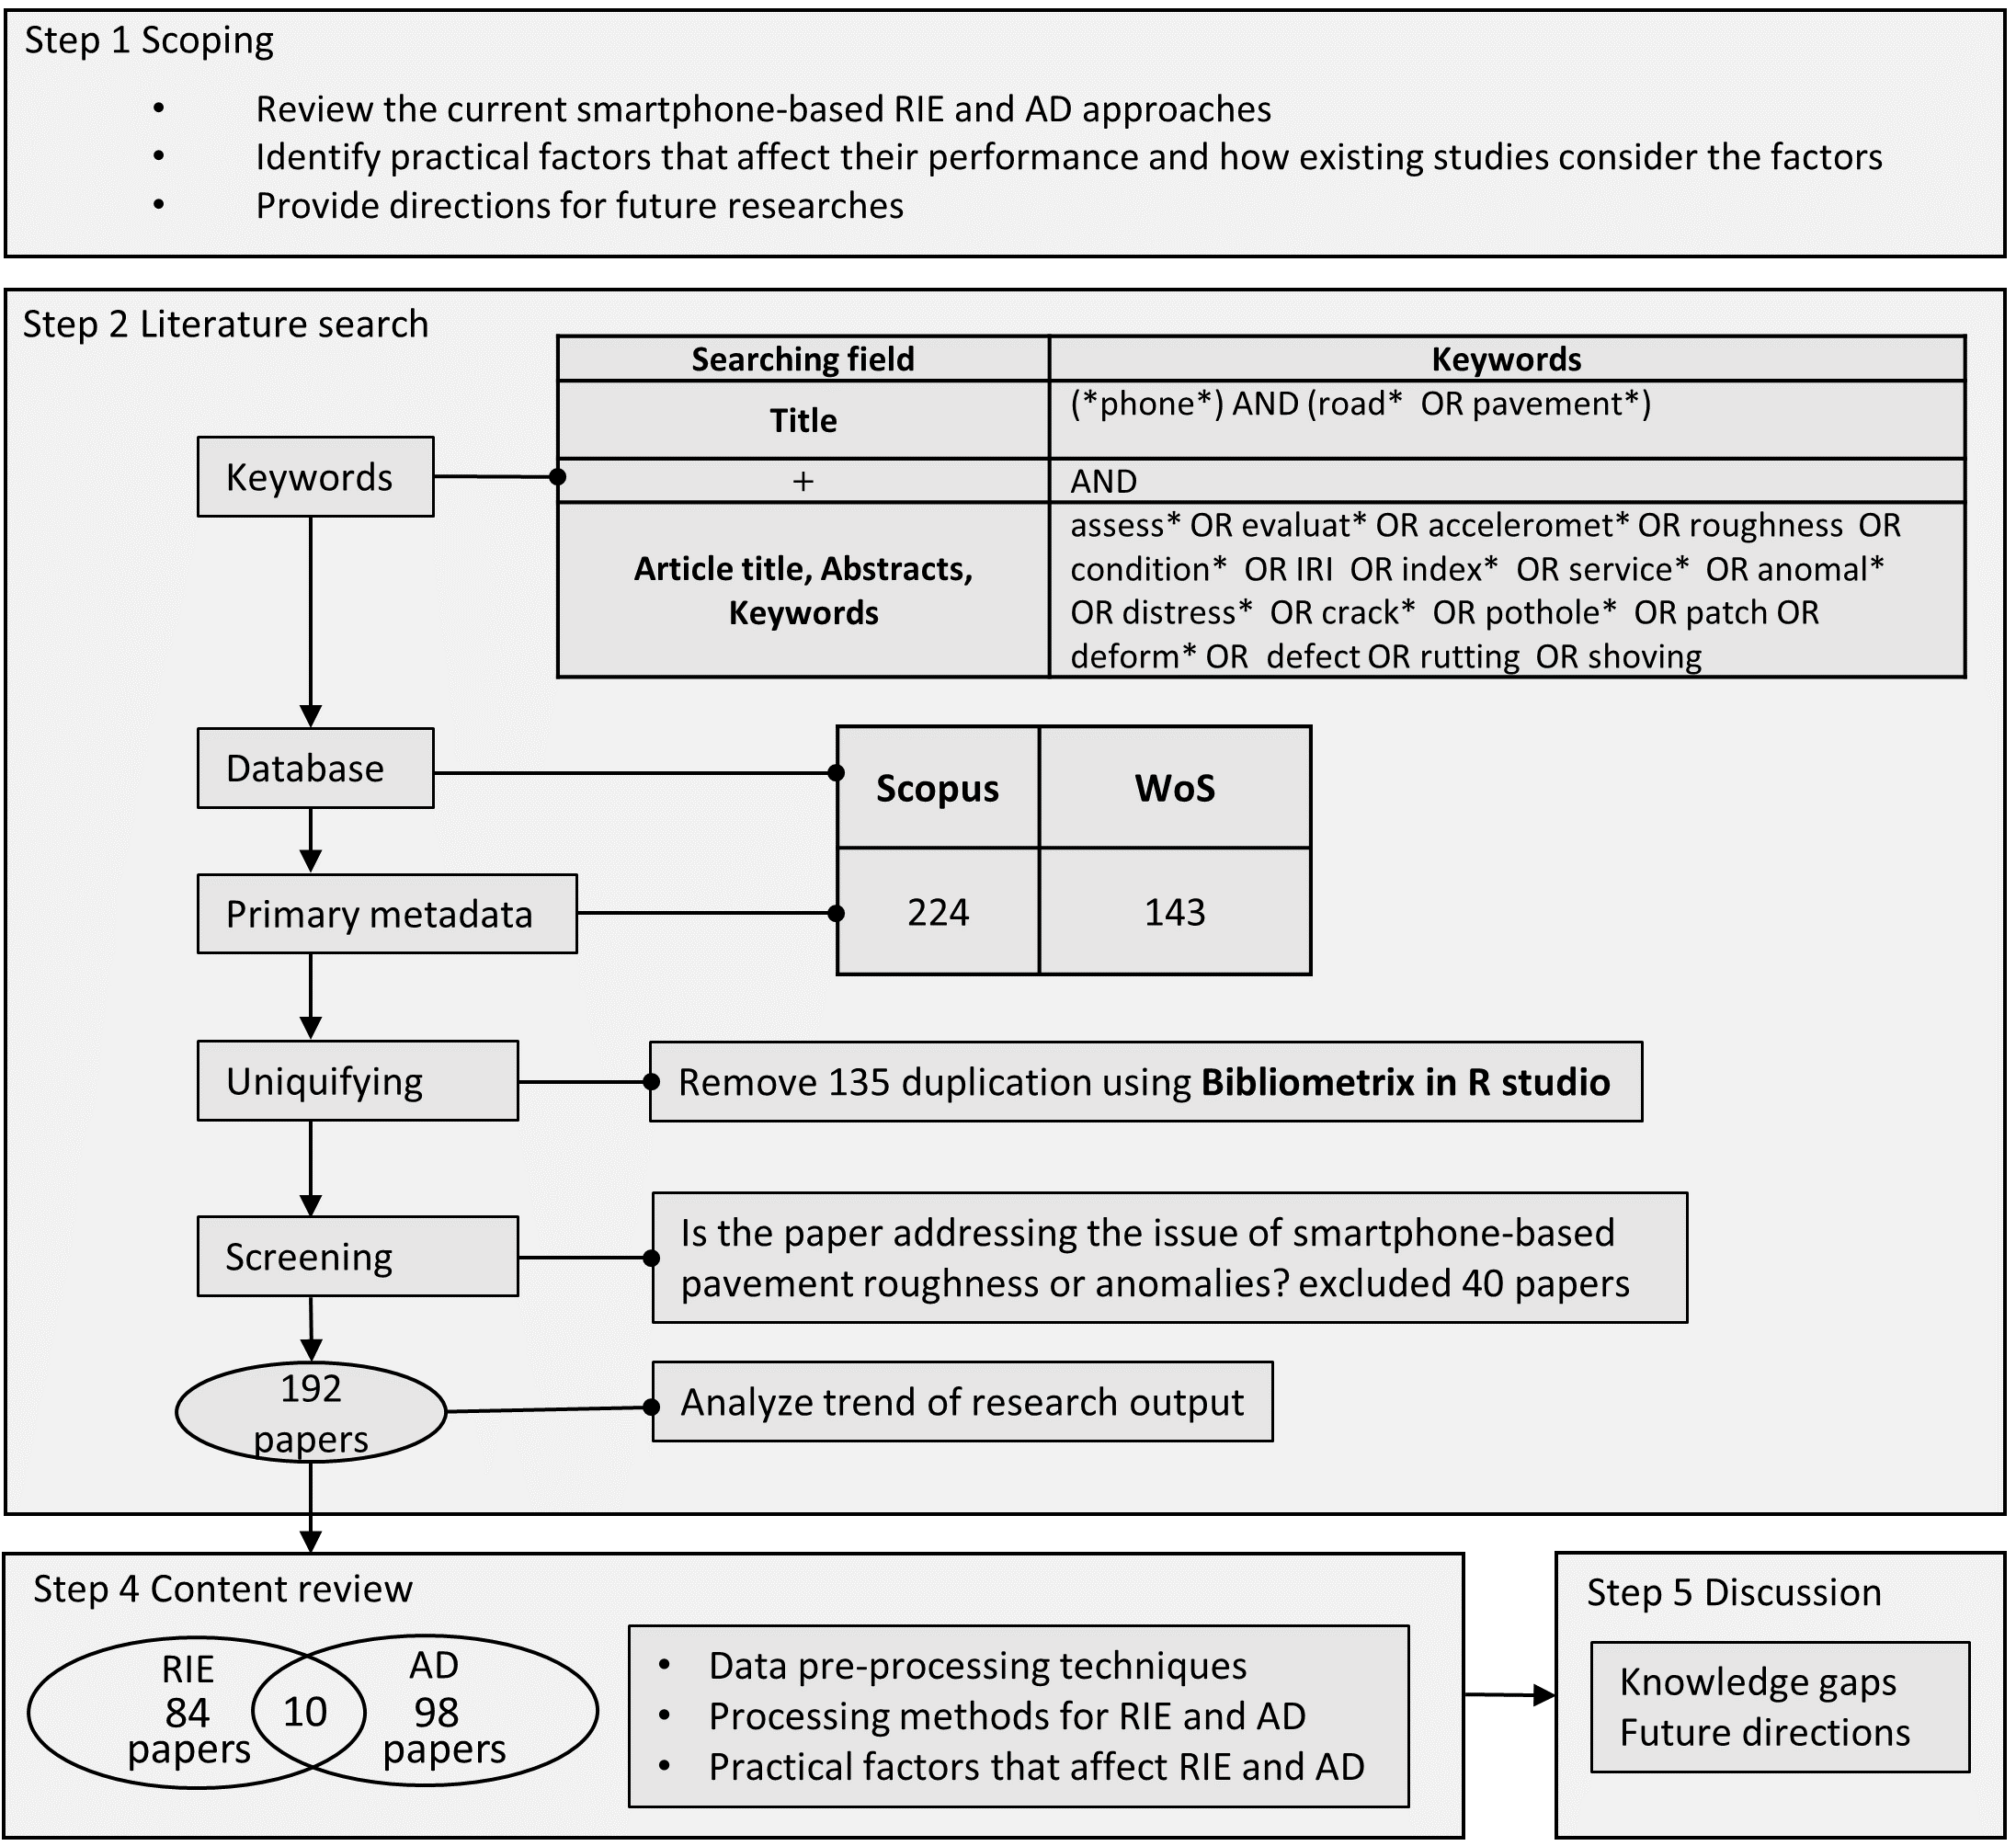 Step 1 Scoping
• Review the current smartphone-based RIE and AD approaches
• Identify practical factors that affect their performance and how existing studies consider the factors
• Provide directions for future researches
Step 2 Literature search
Searching field
Keywords
Title
(*phone*) AND (road* OR pavement*)
+
AND
Article title, Abstracts,
Keywords
assess* OR evaluat* OR acceleromet* OR roughness OR
condition* OR IRI OR index* OR service* OR anomal*
OR distress* OR crack* OR pothole* OR patch OR
deform* OR defect OR rutting OR shoving
Keywords
Database
Scopus
WoS
Primary metadata
224
143
Uniquifying
Remove 135 duplication using Bibliometrix in R studio
Screening
Is the paper addressing the issue of smartphone-based
pavement roughness or anomalies? excluded 40 papers
192
papers
Analyze trend of research output
Step 4 Content review
RIE
84
papers
10
AD
98
papers
• Data pre-processing techniques
• Processing methods for RIE and AD
• Practical factors that affect RIE and AD
Step 5 Discussion
Knowledge gaps
Future directions